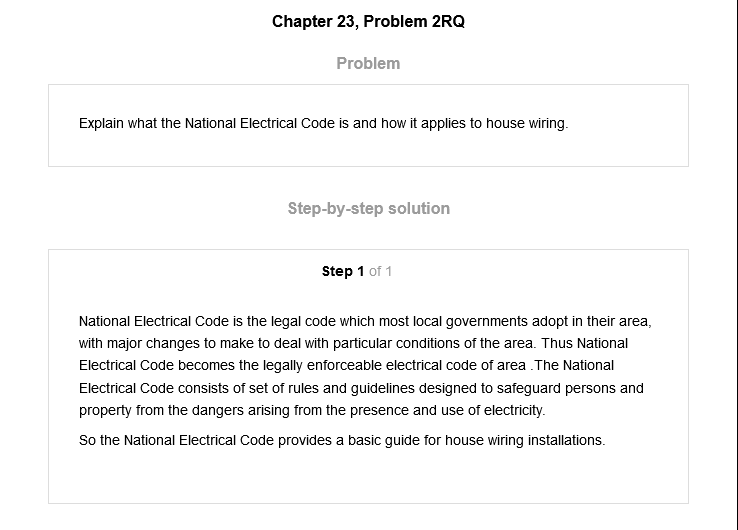 Chapter 23, Problem 2RQ
Problem
Explain what the National Electrical Code is and how it applies to house wiring.
Step-by-step solution
Step 1 of 1
National Electrical Code is the legal code which most local governments adopt in their area,
with major changes to make to deal with particular conditions of the area. Thus National
Electrical Code becomes the legally enforceable electrical code of area .The National
Electrical Code consists of set of rules and guidelines designed to safeguard persons and
property from the dangers arising from the presence and use of electricity.
So the National Electrical Code provides a basic guide for house wiring installations.